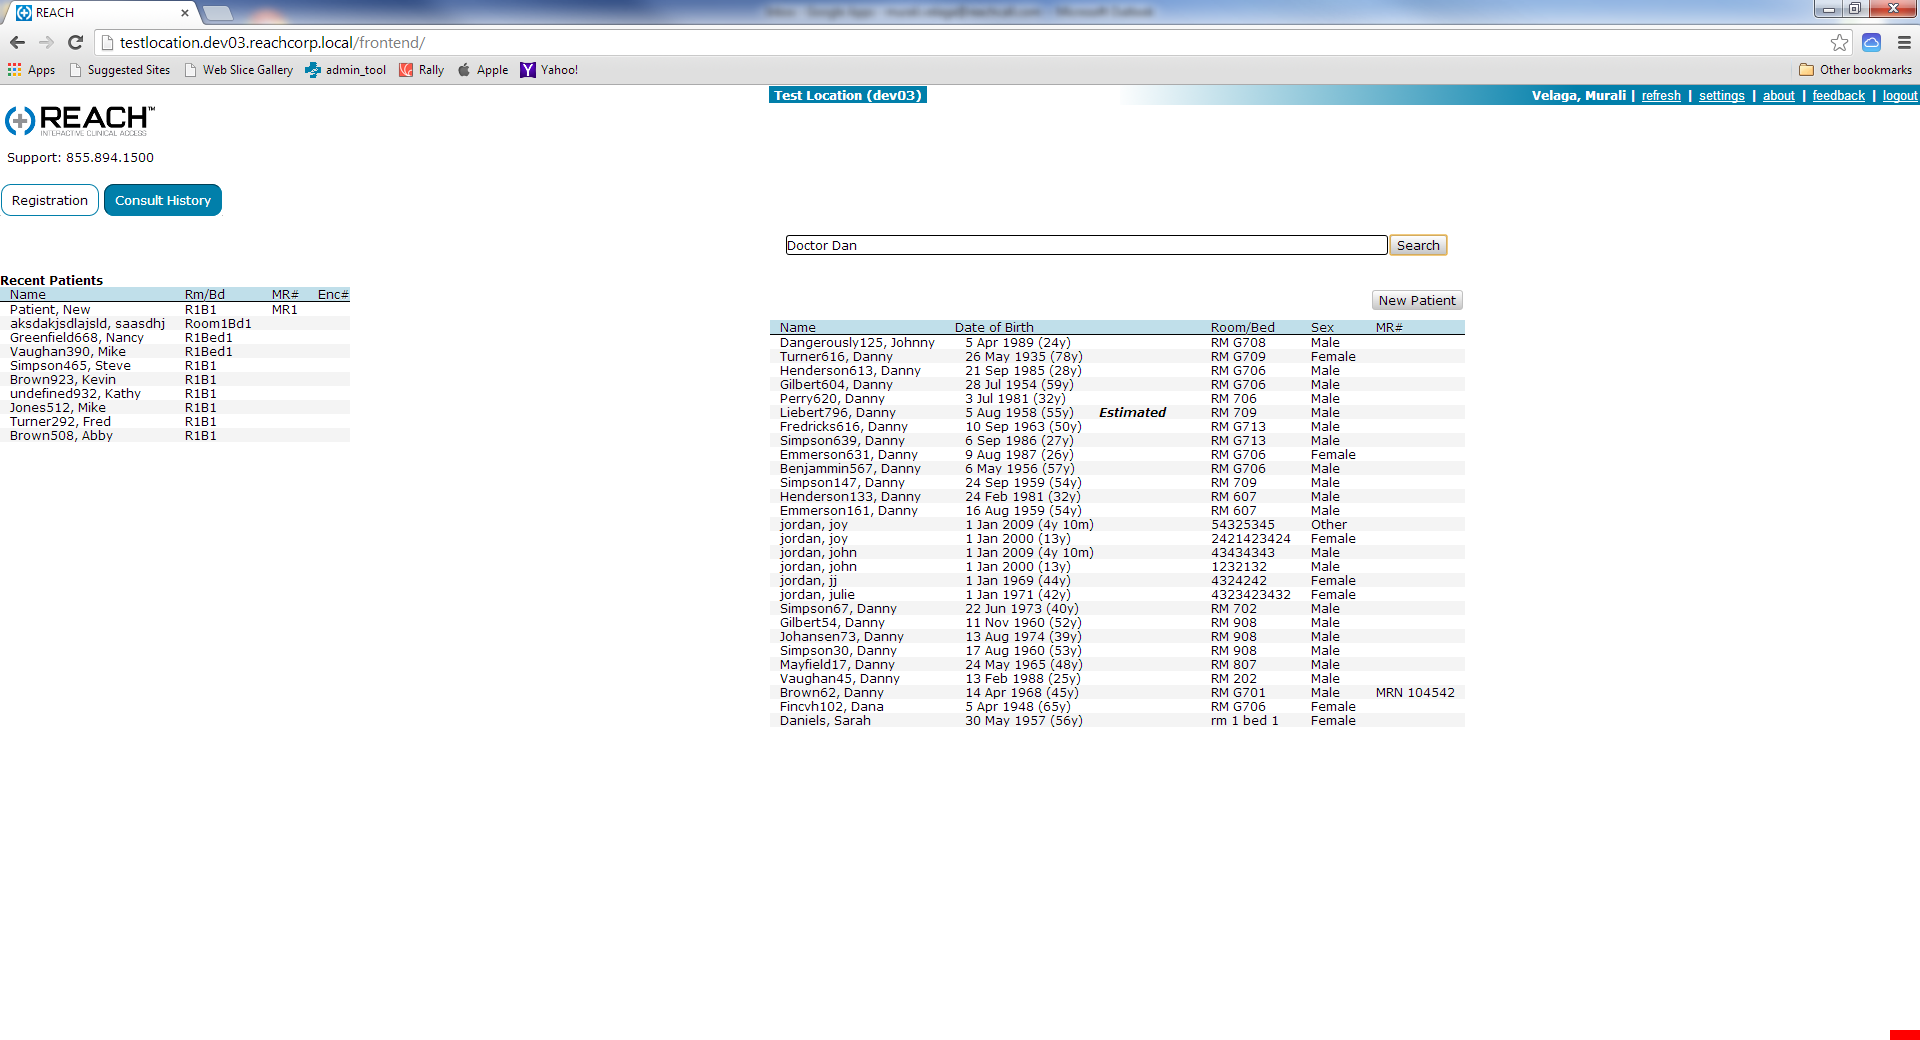 REACH
testlocation.dev03.reachcorp.local/frontend/
Apps Suggested Sites Web Slice Gallery admin_tool Rally Apple Yahoo! Other bookmarks
Test Location (dev03) Velaga, Murali | refresh | settings | about | feedback | logout
REACH™
INTERACTIVE CLINICAL ACCESS
Support: 855.894.1500
Registration Consult History
Doctor Dan Search
Recent Patients
Name Rm/Bd MR# Enc#
Patient, New R1B1 MR1
aksdakjsdlajsld, saasdhj Room1Bd1
Greenfield668, Nancy R1Bed1
Vaughan390, Mike R1Bed1
Simpson465, Steve R1B1
Brown923, Kevin R1B1
undefined932, Kathy R1B1
Jones512, Mike R1B1
Turner292, Fred R1B1
Brown508, Abby R1B1
New Patient
Name Date of Birth Room/Bed Sex MR#
Dangerously125, Johnny 5 Apr 1989 (24y) RM G708 Male
Turner616, Danny 26 May 1935 (78y) RM G709 Female
Henderson613, Danny 21 Sep 1985 (28y) RM G706 Male
Gilbert604, Danny 28 Jul 1954 (59y) RM G706 Male
Perry620, Danny 3 Jul 1981 (32y) RM 706 Male
Liebert796, Danny 5 Aug 1958 (55y) Estimated RM 709 Male
Fredricks616, Danny 10 Sep 1963 (50y) RM G713 Male
Simpson639, Danny 6 Sep 1986 (27y) RM G713 Male
Emmerson631, Danny 9 Aug 1987 (26y) RM G706 Female
Benjammin567, Danny 6 May 1956 (57y) RM G706 Male
Simpson147, Danny 24 Sep 1959 (54y) RM 709 Male
Henderson133, Danny 24 Feb 1981 (32y) RM 607 Male
Emmerson161, Danny 16 Aug 1959 (54y) RM 607 Male
jordan, joy 1 Jan 2009 (4y 10m) 54325345 Other
jordan, joy 1 Jan 2000 (13y) 2421423424 Female
jordan, john 1 Jan 2009 (4y 10m) 43434343 Male
jordan, john 1 Jan 2000 (13y) 1232132 Male
jordan, jj 1 Jan 1969 (44y) 4324242 Female
jordan, julie 1 Jan 1971 (42y) 4323423432 Female
Simpson67, Danny 22 Jun 1973 (40y) RM 702 Male
Gilbert54, Danny 11 Nov 1960 (52y) RM 908 Male
Johansen73, Danny 13 Aug 1974 (39y) RM 908 Male
Simpson30, Danny 17 Aug 1960 (53y) RM 908 Male
Mayfield17, Danny 24 May 1965 (48y) RM 807 Male
Vaughan45, Danny 13 Feb 1988 (25y) RM 202 Male
Brown62, Danny 14 Apr 1968 (45y) RM G701 Male MRN 104542
Fincvh102, Dana 5 Apr 1948 (65y) RM G706 Female
Daniels, Sarah 30 May 1957 (56y) rm 1 bed 1 Female